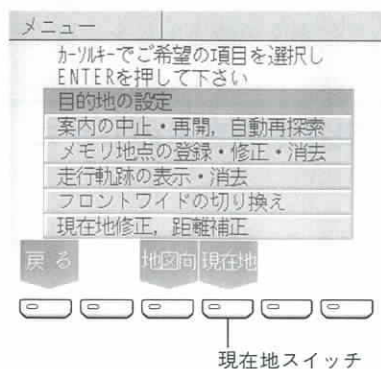 メニュー
カーソルキーでご希望の項目を選択し
ENTERを押して下さい
目的地の設定
案内の中止・再開，自動再探索
メモリ地点の登録・修正・消去
走行軌跡の表示・消去
フロントワイドの切り換え
現在地修正，距離補正
戻る 地図向 現在地
現在地スイッチ